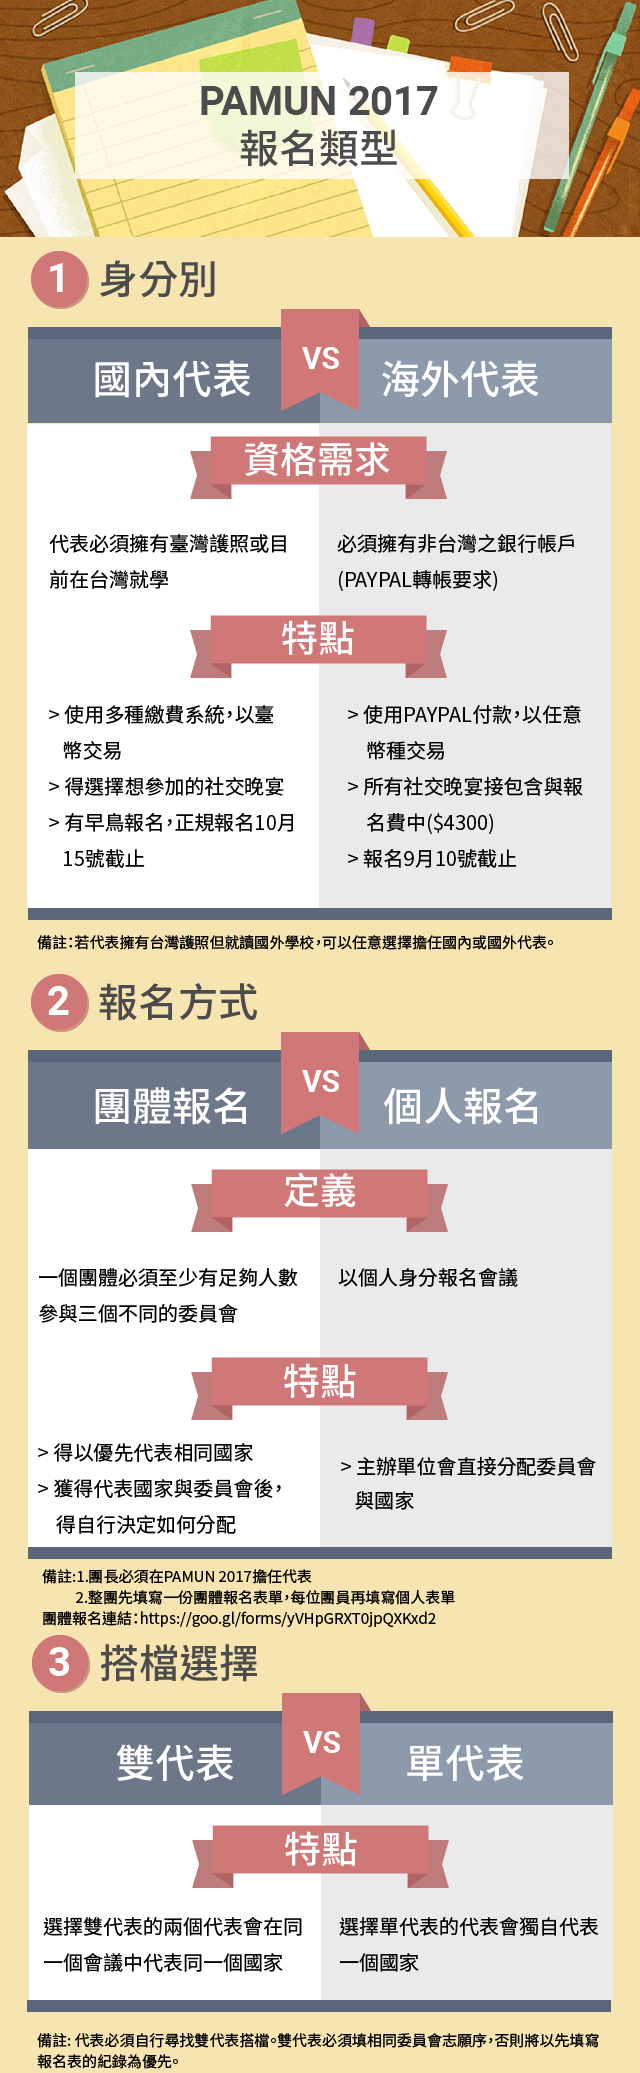 PAMUN 2017
報名類型
1 身分別
國內代表 VS 海外代表
資格需求
代表必須擁有臺灣護照或目
前在台灣就學
必須擁有非台灣之銀行帳戶
(PAYPAL轉帳要求)
特點
> 使用多種繳費系統，以臺
幣交易
> 得選擇想參加的社交晚宴
> 有早鳥報名，正規報名10月
15號截止
> 使用PAYPAL付款，以任意
幣種交易
> 所有社交晚宴接包含與報
名費中($4300)
> 報名9月10號截止
備註：若代表擁有台灣護照但就讀國外學校，可以任意選擇擔任國內或國外代表。
2 報名方式
團體報名 VS 個人報名
定義
一個團體必須至少有足夠人數
參與三個不同的委員會
以個人身分報名會議
特點
> 得以優先代表相同國家
> 獲得代表國家與委員會後，
得自行決定如何分配
> 主辦單位會直接分配委員會
與國家
備註:1.團長必須在PAMUN 2017擔任代表
2.整團先填寫一份團體報名表單，每位團員再填寫個人表單
團體報名連結：https://goo.gl/forms/yVHpGRXT0jpQXKxd2
3 搭檔選擇
雙代表 VS 單代表
特點
選擇雙代表的兩個代表會在同
一個會議中代表同一個國家
選擇單代表的代表會獨自代表
一個國家
備註: 代表必須自行尋找雙代表搭檔。雙代表必須填相同委員會志願序，否則將以先填寫
報名表的紀錄為優先。